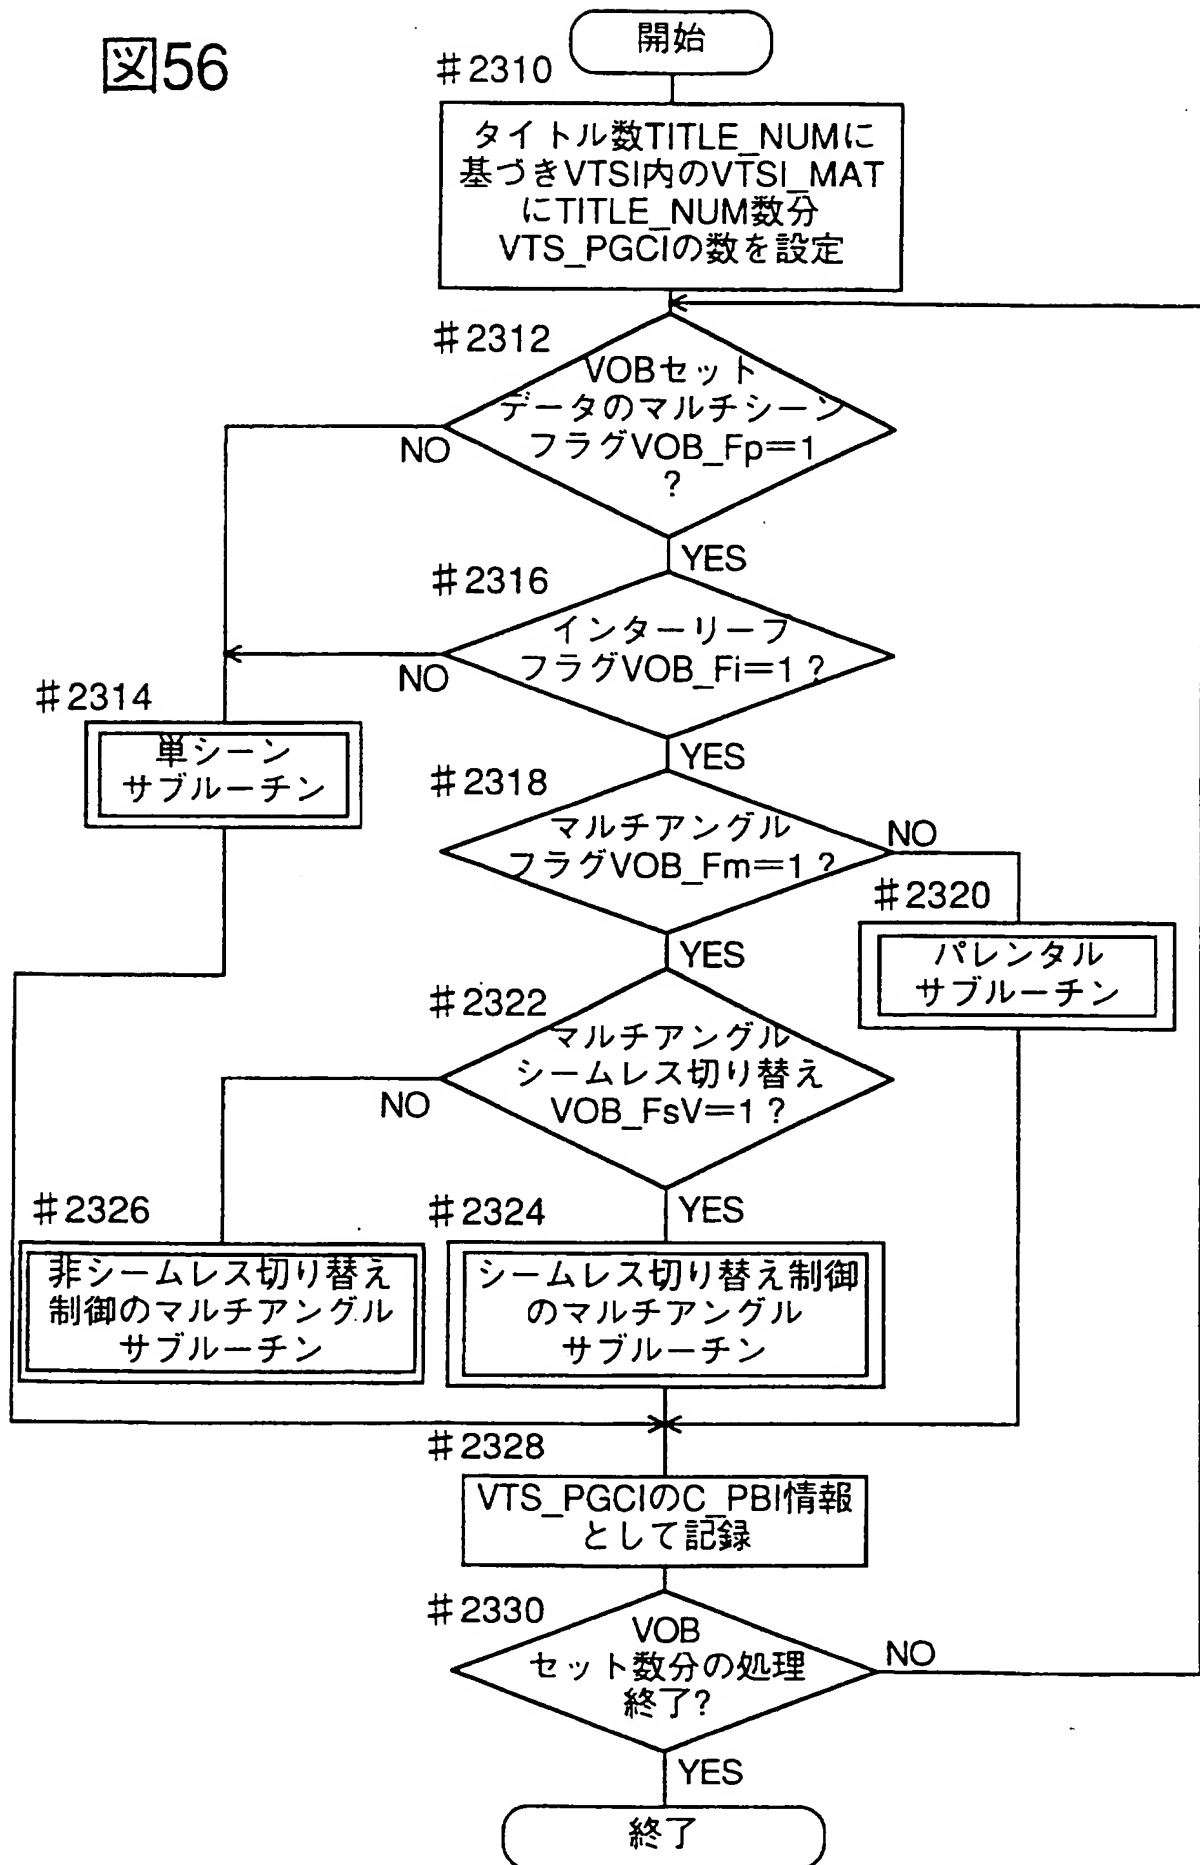 図56
開始
#2310
タイトル数TITLE_NUMに
基づきVTSI内のVTSI_MAT
にTITLE_NUM数分
VTS_PGCIの数を設定
#2312
VOBセット
データのマルチシーン
フラグVOB_Fp=1
?
NO
YES
#2316
インターリーフ
フラグVOB_Fi=1?
NO
YES
#2314
単シーン
サブルーチン
#2318
マルチアングル
フラグVOB_Fm=1?
NO
YES
#2320
パレンタル
サブルーチン
#2322
マルチアングル
シームレス切り替え
VOB_FsV=1?
NO
YES
#2326
非シームレス切り替え
制御のマルチアングル
サブルーチン
#2324
シームレス切り替え制御
のマルチアングル
サブルーチン
#2328
VTS_PGCIのC_PBI情報
として記録
#2330
VOB
セット数分の処理
終了?
NO
YES
終了